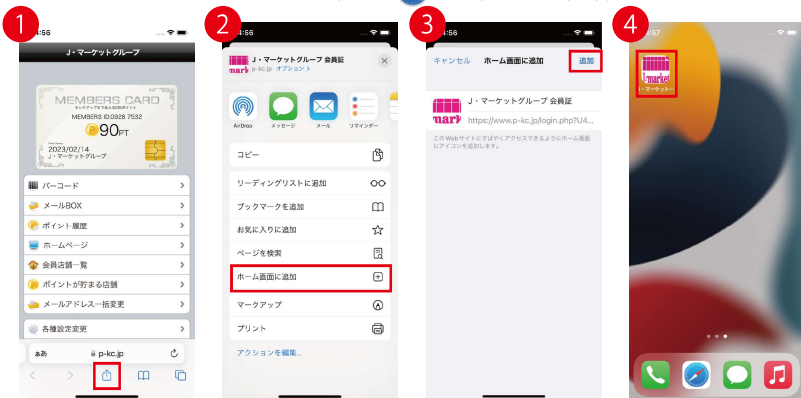 1
4:56
J・マーケットグループ
MEMBERS CARD
MEMBERS ID.0928 7532
90PT
2023/02/14
J・マーケットグループ
バーコード
メールBOX
ポイント履歴
ホームページ
会員店舗一覧
ポイントが貯まる店舗
メールアドレス一括変更
各種設定変更
ぁあ
p-kc.jp
2
4:56
J・マーケットグループ 会員証
mark
p-kc.jp オプション >
AirDrop
メッセージ
メール
リマインダー
コピー
リーディングリストに追加
ブックマークを追加
お気に入りに追加
ページを検索
ホーム画面に追加
マークアップ
プリント
アクションを編集...
3
4:56
キャンセル
ホーム画面に追加
追加
J・マーケットグループ 会員証
mark
https://www.p-kc.jp/login.php?U4...
このWebサイトにすばやくアクセスできるようにホーム画面
にアイコンを追加します。
4
4:57
J-market
J・マーケット…